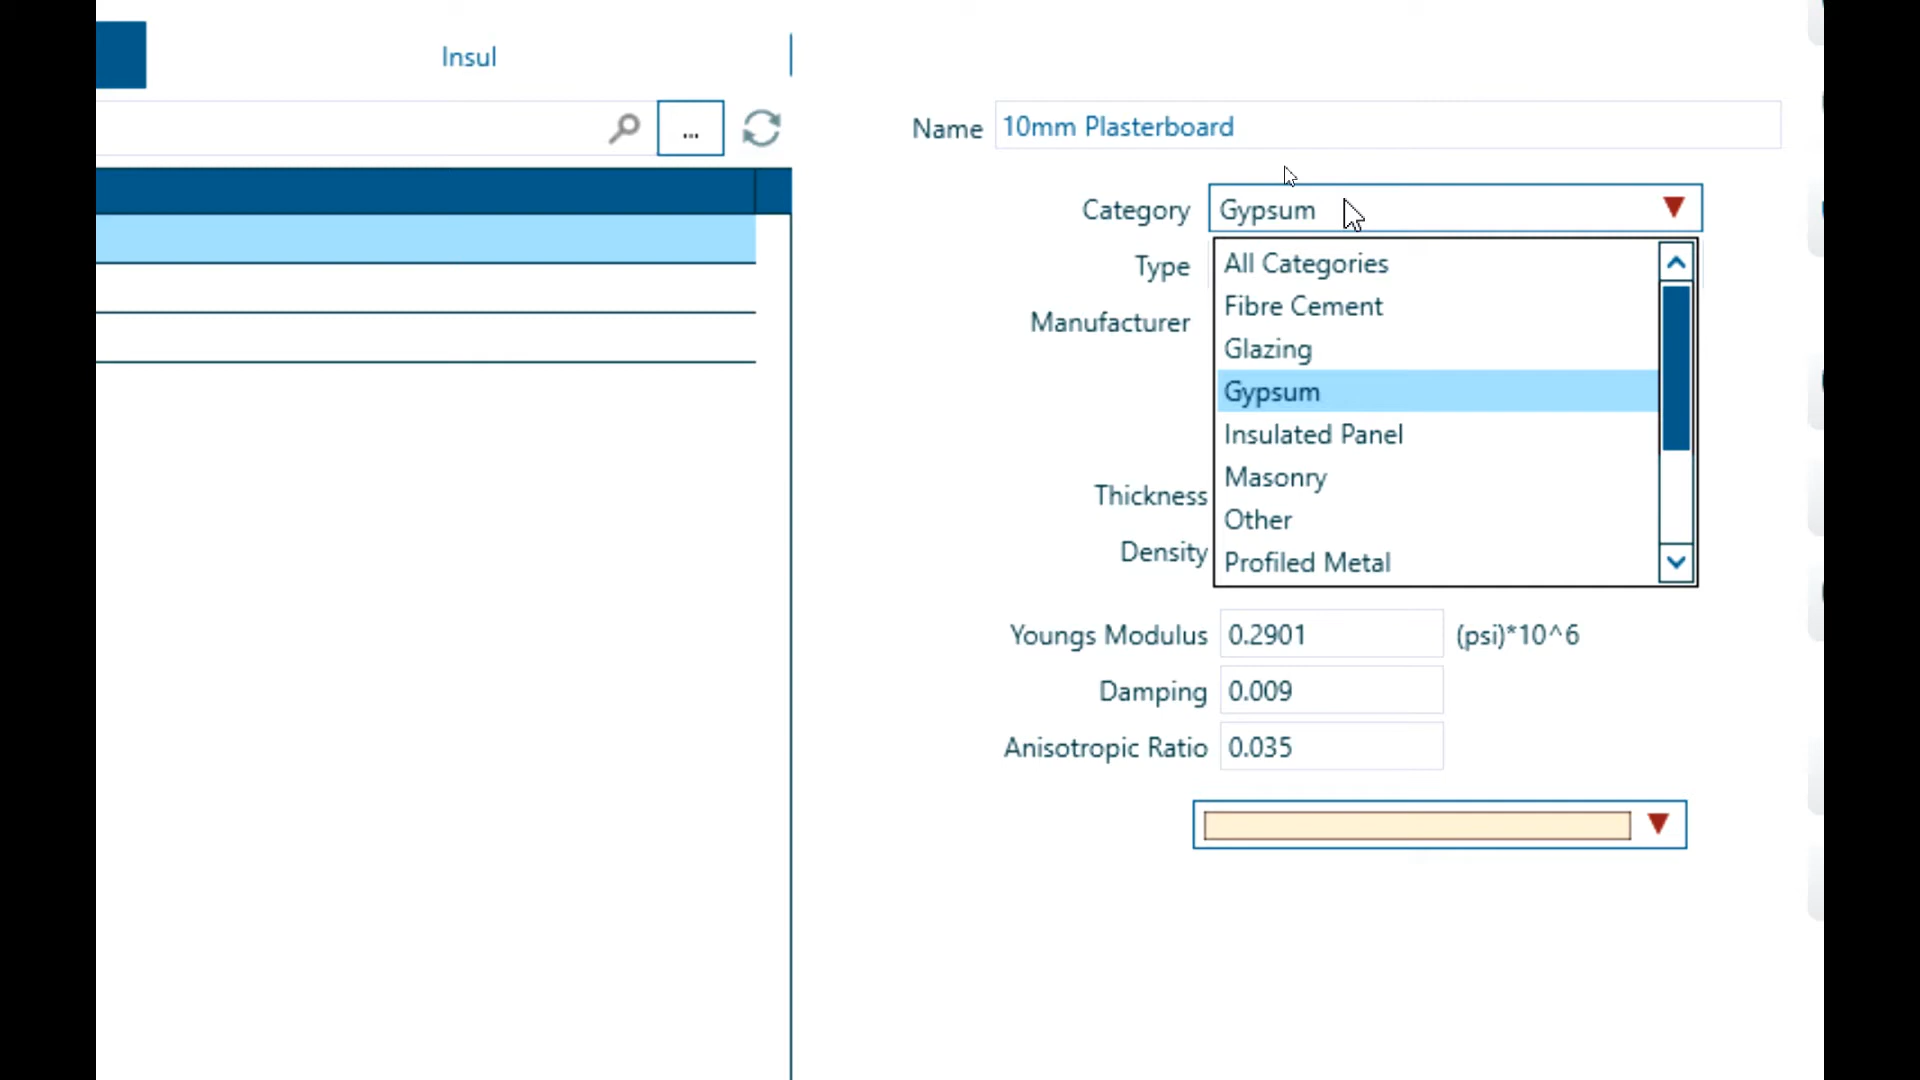 Insul
...
Name 10mm Plasterboard
Category Gypsum
Type All Categories
Fibre Cement
Manufacturer
Glazing
Gypsum
Insulated Panel
Masonry
Thickness
Other
Density
Profiled Metal
Youngs Modulus 0.2901 (psi)*10^6
Damping 0.009
Anisotropic Ratio 0.035